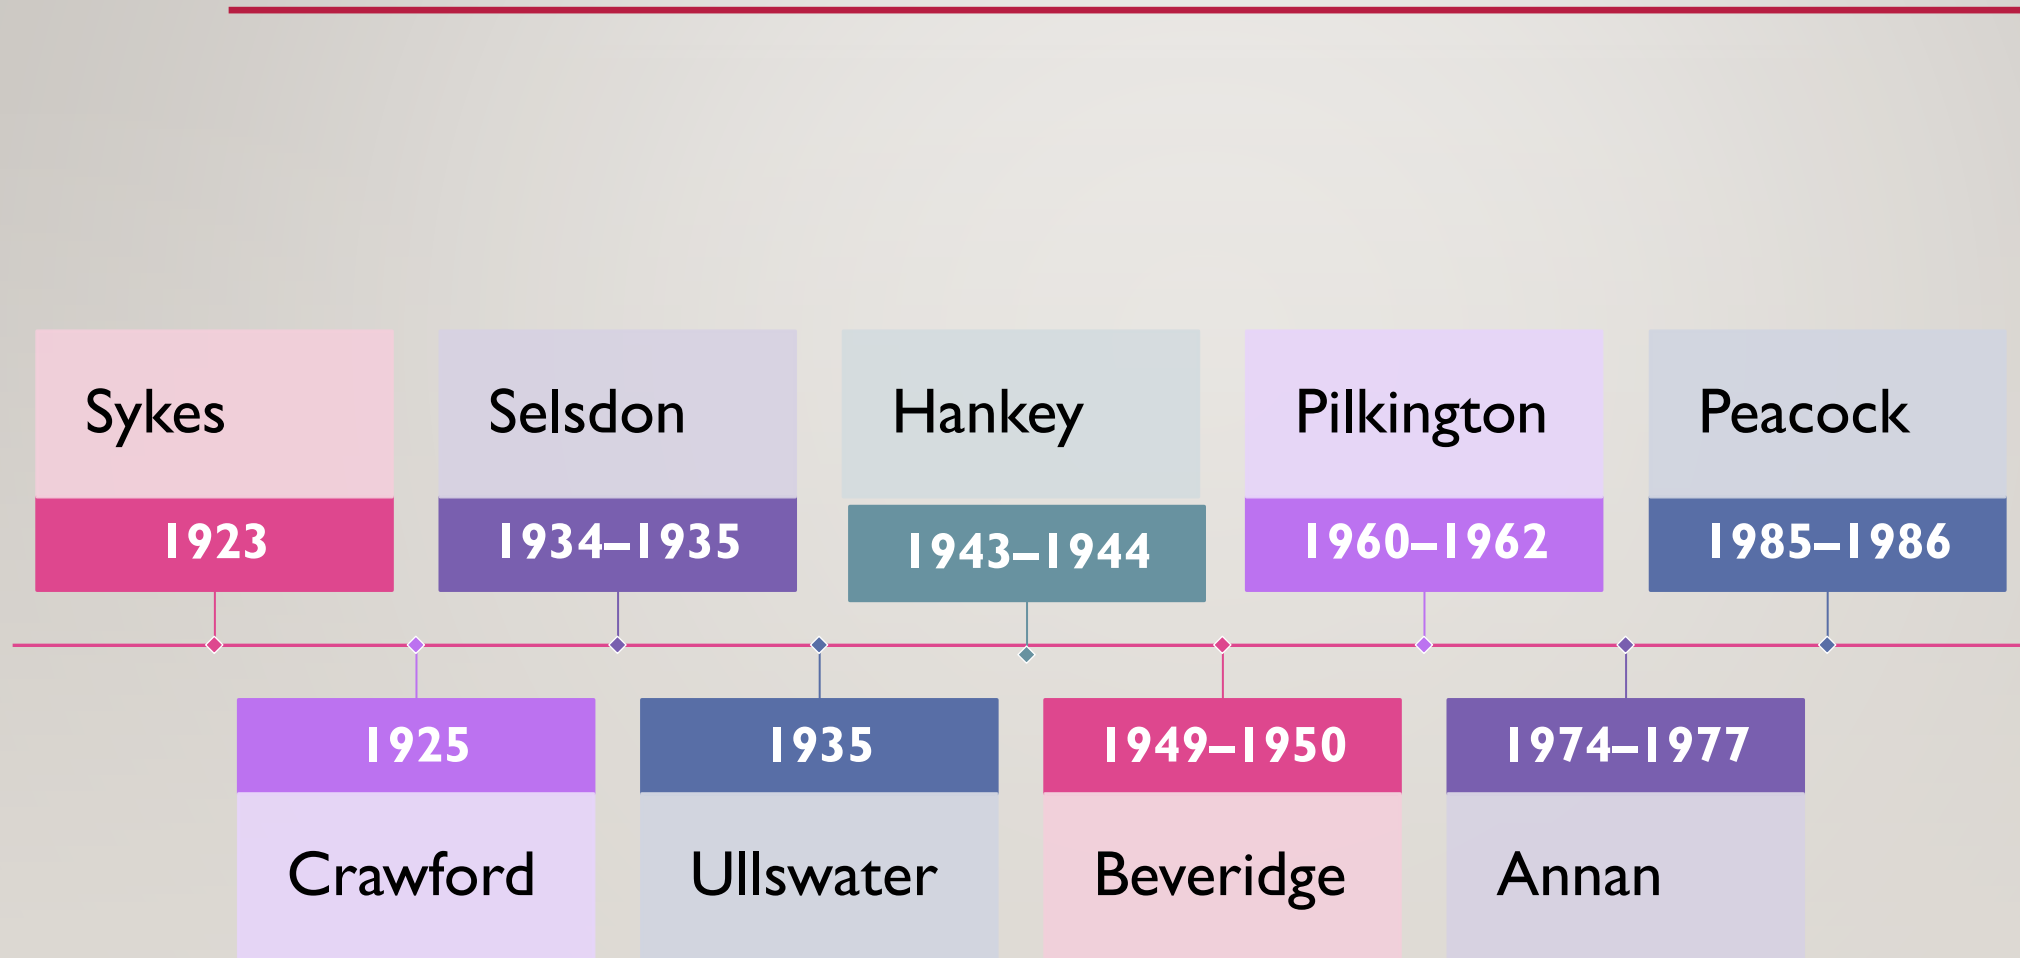 Sykes
1923
1925
Crawford
Selsdon
1934–1935
1935
Ullswater
Hankey
1943–1944
1949–1950
Beveridge
Pilkington
1960–1962
1974–1977
Annan
Peacock
1985–1986